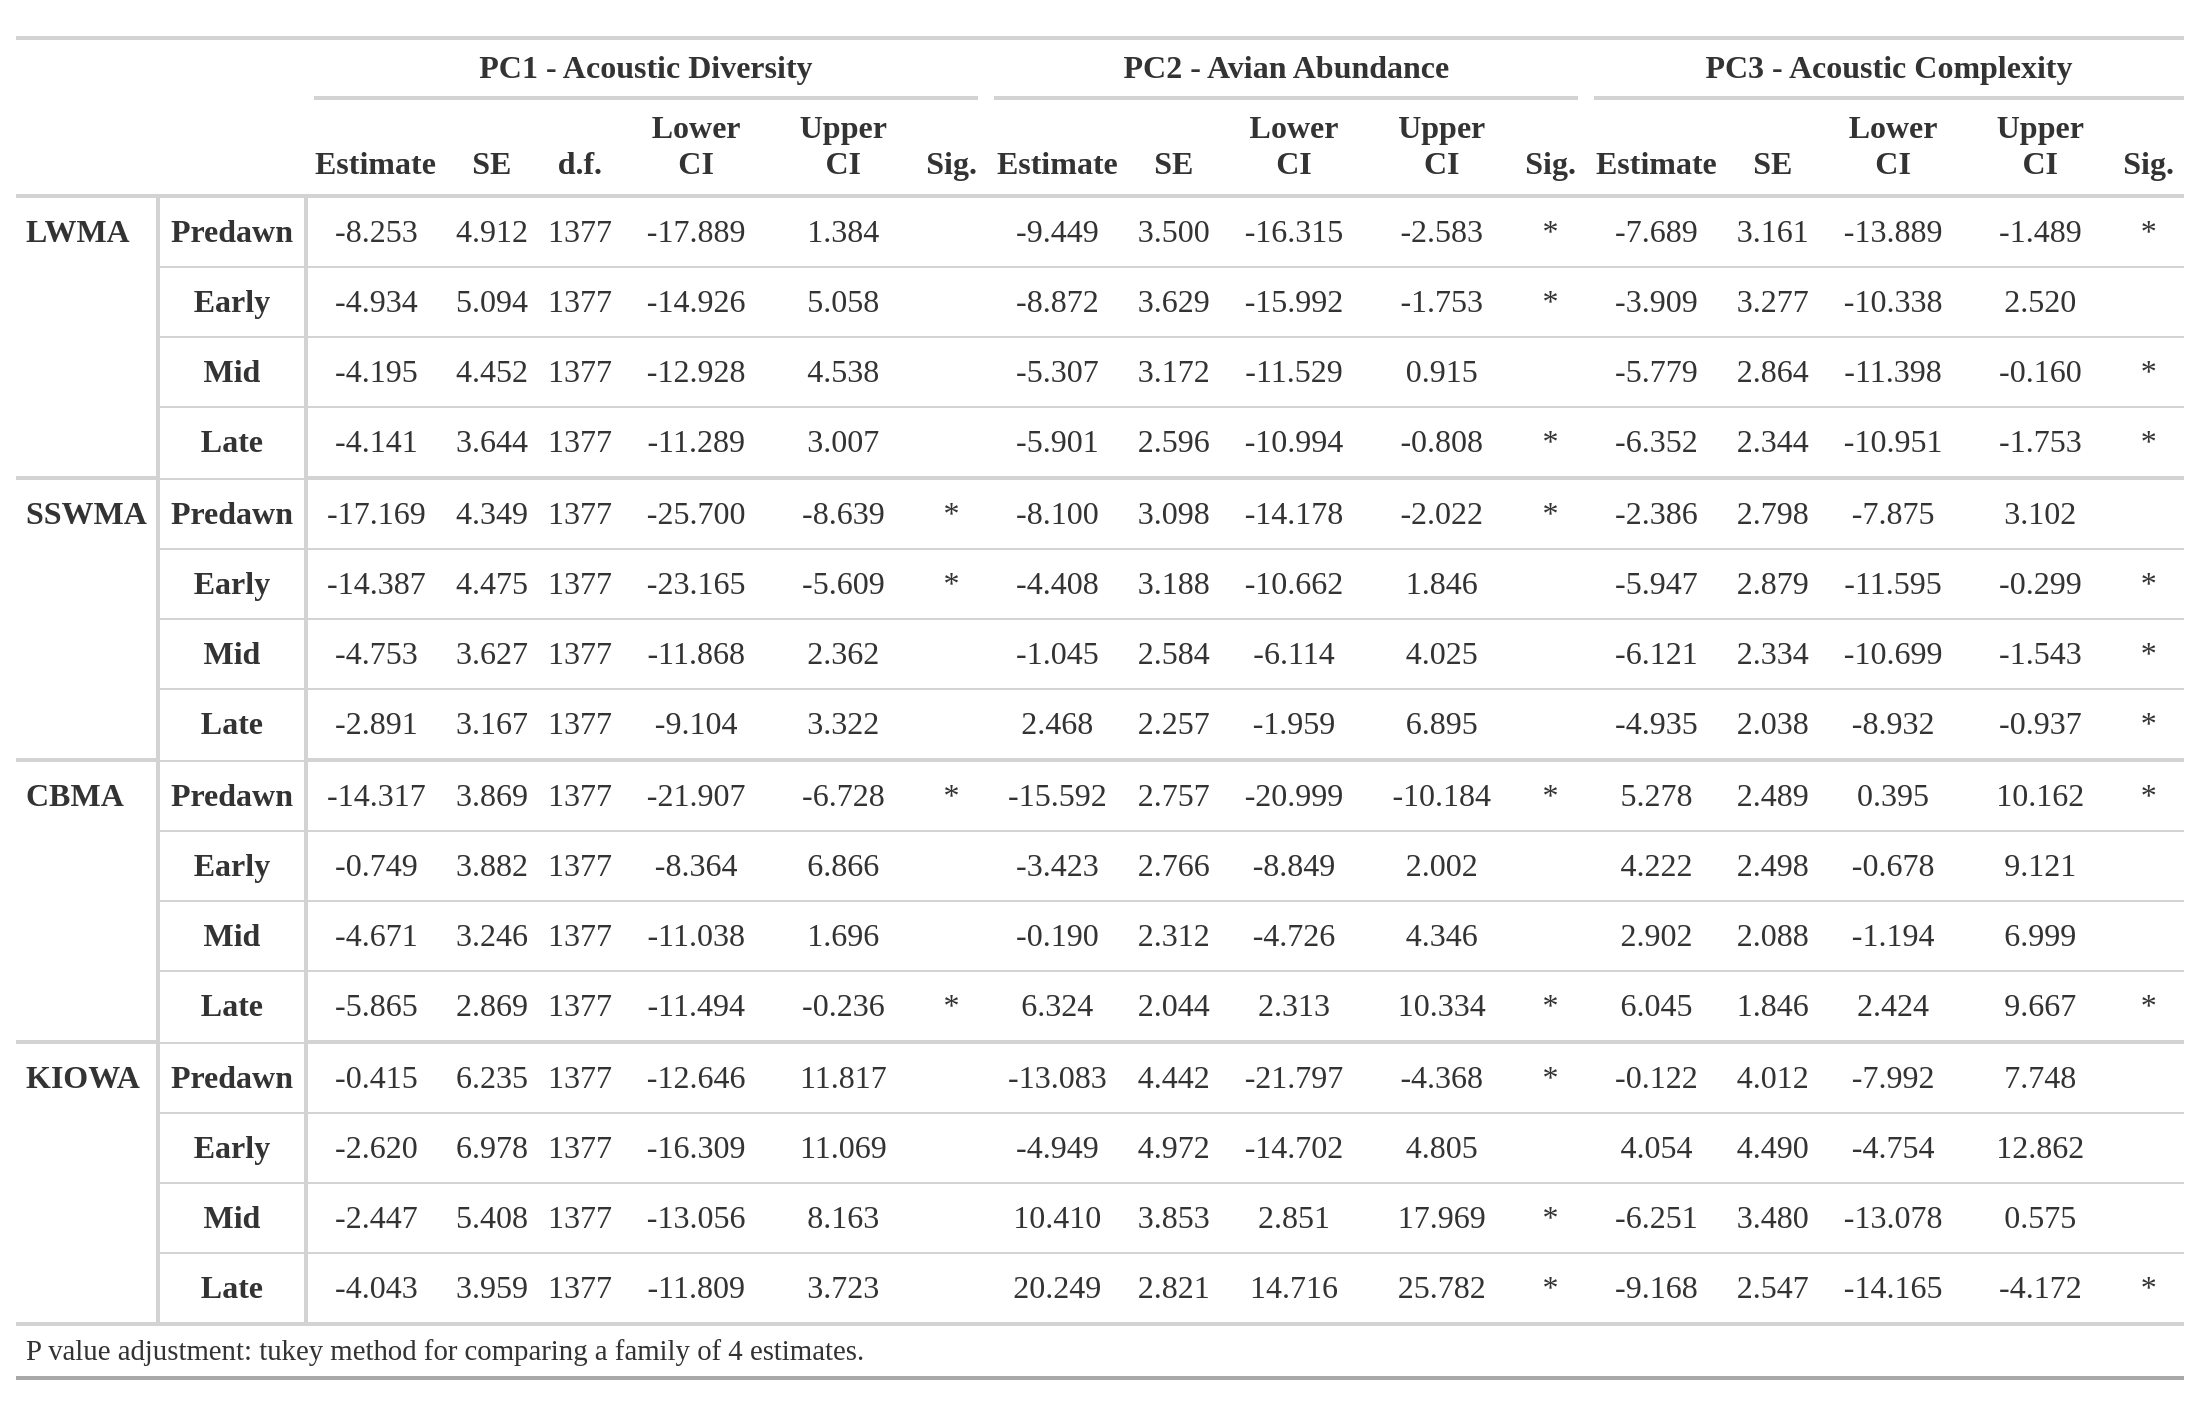 PC1 - Acoustic Diversity PC2 - Avian Abundance PC3 - Acoustic Complexity
Estimate SE d.f. Lower CI Upper CI Sig. Estimate SE Lower CI Upper CI Sig. Estimate SE Lower CI Upper CI Sig.
LWMA Predawn -8.253 4.912 1377 -17.889 1.384 -9.449 3.500 -16.315 -2.583 * -7.689 3.161 -13.889 -1.489 *
Early -4.934 5.094 1377 -14.926 5.058 -8.872 3.629 -15.992 -1.753 * -3.909 3.277 -10.338 2.520
Mid -4.195 4.452 1377 -12.928 4.538 -5.307 3.172 -11.529 0.915 -5.779 2.864 -11.398 -0.160 *
Late -4.141 3.644 1377 -11.289 3.007 -5.901 2.596 -10.994 -0.808 * -6.352 2.344 -10.951 -1.753 *
SSWMA Predawn -17.169 4.349 1377 -25.700 -8.639 * -8.100 3.098 -14.178 -2.022 * -2.386 2.798 -7.875 3.102
Early -14.387 4.475 1377 -23.165 -5.609 * -4.408 3.188 -10.662 1.846 -5.947 2.879 -11.595 -0.299 *
Mid -4.753 3.627 1377 -11.868 2.362 -1.045 2.584 -6.114 4.025 -6.121 2.334 -10.699 -1.543 *
Late -2.891 3.167 1377 -9.104 3.322 2.468 2.257 -1.959 6.895 -4.935 2.038 -8.932 -0.937 *
CBMA Predawn -14.317 3.869 1377 -21.907 -6.728 * -15.592 2.757 -20.999 -10.184 * 5.278 2.489 0.395 10.162 *
Early -0.749 3.882 1377 -8.364 6.866 -3.423 2.766 -8.849 2.002 4.222 2.498 -0.678 9.121
Mid -4.671 3.246 1377 -11.038 1.696 -0.190 2.312 -4.726 4.346 2.902 2.088 -1.194 6.999
Late -5.865 2.869 1377 -11.494 -0.236 * 6.324 2.044 2.313 10.334 * 6.045 1.846 2.424 9.667 *
KIOWA Predawn -0.415 6.235 1377 -12.646 11.817 -13.083 4.442 -21.797 -4.368 * -0.122 4.012 -7.992 7.748
Early -2.620 6.978 1377 -16.309 11.069 -4.949 4.972 -14.702 4.805 4.054 4.490 -4.754 12.862
Mid -2.447 5.408 1377 -13.056 8.163 10.410 3.853 2.851 17.969 * -6.251 3.480 -13.078 0.575
Late -4.043 3.959 1377 -11.809 3.723 20.249 2.821 14.716 25.782 * -9.168 2.547 -14.165 -4.172 *
P value adjustment: tukey method for comparing a family of 4 estimates.